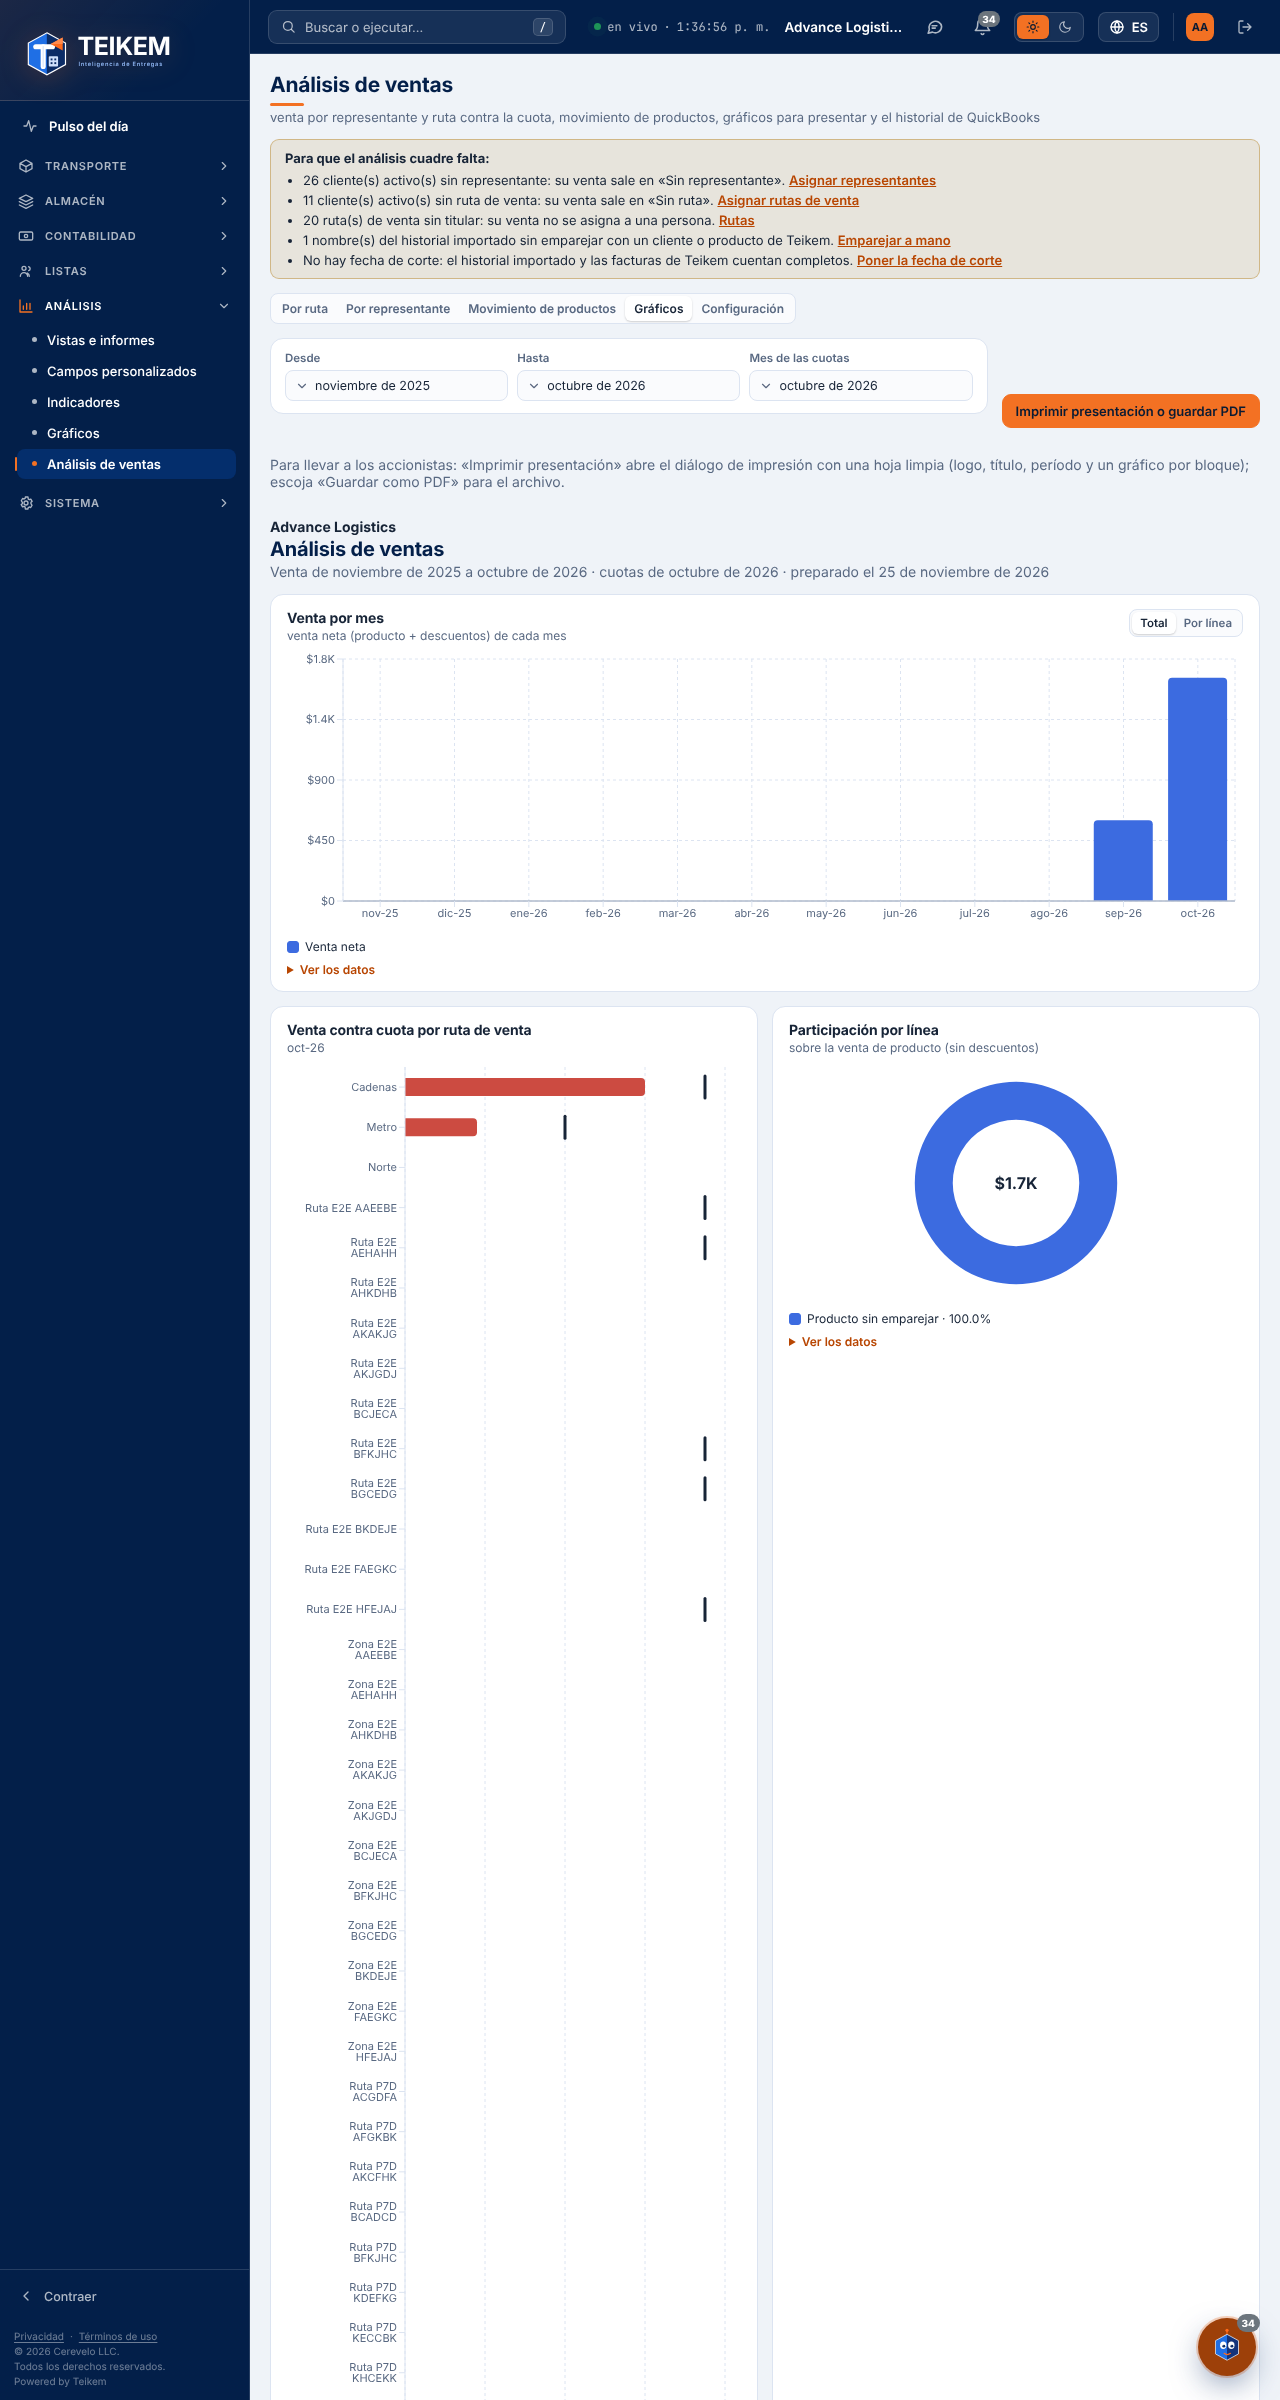 TEIKEM
Inteligencia de Entregas
Buscar o ejecutar...
/
en vivo · 1:36:56 p. m.
Advance Logisti...
34
ES
AA
Pulso del día
TRANSPORTE
ALMACÉN
CONTABILIDAD
LISTAS
ANÁLISIS
Vistas e informes
Campos personalizados
Indicadores
Gráficos
Análisis de ventas
SISTEMA
Contraer
Privacidad · Términos de uso
© 2026 Cerevelo LLC.
Todos los derechos reservados.
Powered by Teikem
Análisis de ventas
venta por representante y ruta contra la cuota, movimiento de productos, gráficos para presentar y el historial de QuickBooks
Para que el análisis cuadre falta:
• 26 cliente(s) activo(s) sin representante: su venta sale en «Sin representante». Asignar representantes
• 11 cliente(s) activo(s) sin ruta de venta: su venta sale en «Sin ruta». Asignar rutas de venta
• 20 ruta(s) de venta sin titular: su venta no se asigna a una persona. Rutas
• 1 nombre(s) del historial importado sin emparejar con un cliente o producto de Teikem. Emparejar a mano
• No hay fecha de corte: el historial importado y las facturas de Teikem cuentan completos. Poner la fecha de corte
Por ruta
Por representante
Movimiento de productos
Gráficos
Configuración
Desde
Hasta
Mes de las cuotas
noviembre de 2025
octubre de 2026
octubre de 2026
Imprimir presentación o guardar PDF
Para llevar a los accionistas: «Imprimir presentación» abre el diálogo de impresión con una hoja limpia (logo, título, período y un gráfico por bloque);
escoja «Guardar como PDF» para el archivo.
Advance Logistics
Análisis de ventas
Venta de noviembre de 2025 a octubre de 2026 · cuotas de octubre de 2026 · preparado el 25 de noviembre de 2026
Venta por mes
venta neta (producto + descuentos) de cada mes
Total
Por línea
$1.8K
$1.4K
$900
$450
$0
nov-25
dic-25
ene-26
feb-26
mar-26
abr-26
may-26
jun-26
jul-26
ago-26
sep-26
oct-26
Venta neta
Ver los datos
Venta contra cuota por ruta de venta
oct-26
Cadenas
Metro
Norte
Ruta E2E AAEEBE
Ruta E2E
AEHAHH
Ruta E2E
AHKDHB
Ruta E2E
AKAKJG
Ruta E2E
AKJGDJ
Ruta E2E
BCJECA
Ruta E2E
BFKJHC
Ruta E2E
BGCEDG
Ruta E2E BKDEJE
Ruta E2E FAEGKC
Ruta E2E HFEJAJ
Zona E2E
AAEEBE
Zona E2E
AEHAHH
Zona E2E
AHKDHB
Zona E2E
AKAKJG
Zona E2E
AKJGDJ
Zona E2E
BCJECA
Zona E2E
BFKJHC
Zona E2E
BGCEDG
Zona E2E
BKDEJE
Zona E2E
FAEGKC
Zona E2E
HFEJAJ
Ruta P7D
ACGDFA
Ruta P7D
AFGKBK
Ruta P7D
AKCFHK
Ruta P7D
BCADCD
Ruta P7D
BFKJHC
Ruta P7D
KDEFKG
Ruta P7D
KECCBK
Ruta P7D
KHCEKK
Participación por línea
sobre la venta de producto (sin descuentos)
$1.7K
Producto sin emparejar · 100.0%
Ver los datos
34